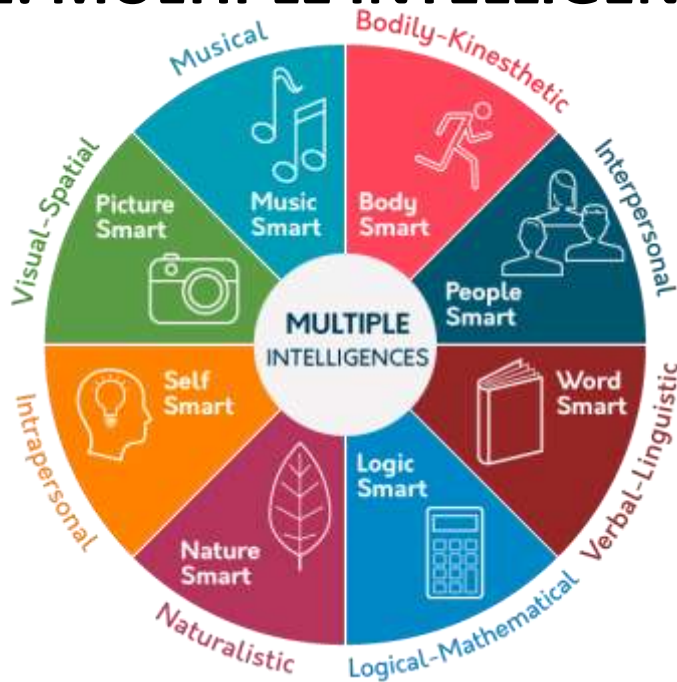 MULTIPLE
Musical
Bodily-Kinesthetic
Interpersonal
Verbal-Linguistic
Logical-Mathematical
Naturalistic
Intrapersonal
Visual-Spatial
Music
Smart
Body
Smart
People
Smart
Word
Smart
Logic
Smart
Nature
Smart
Self
Smart
Picture
Smart
MULTIPLE
INTELLIGENCES